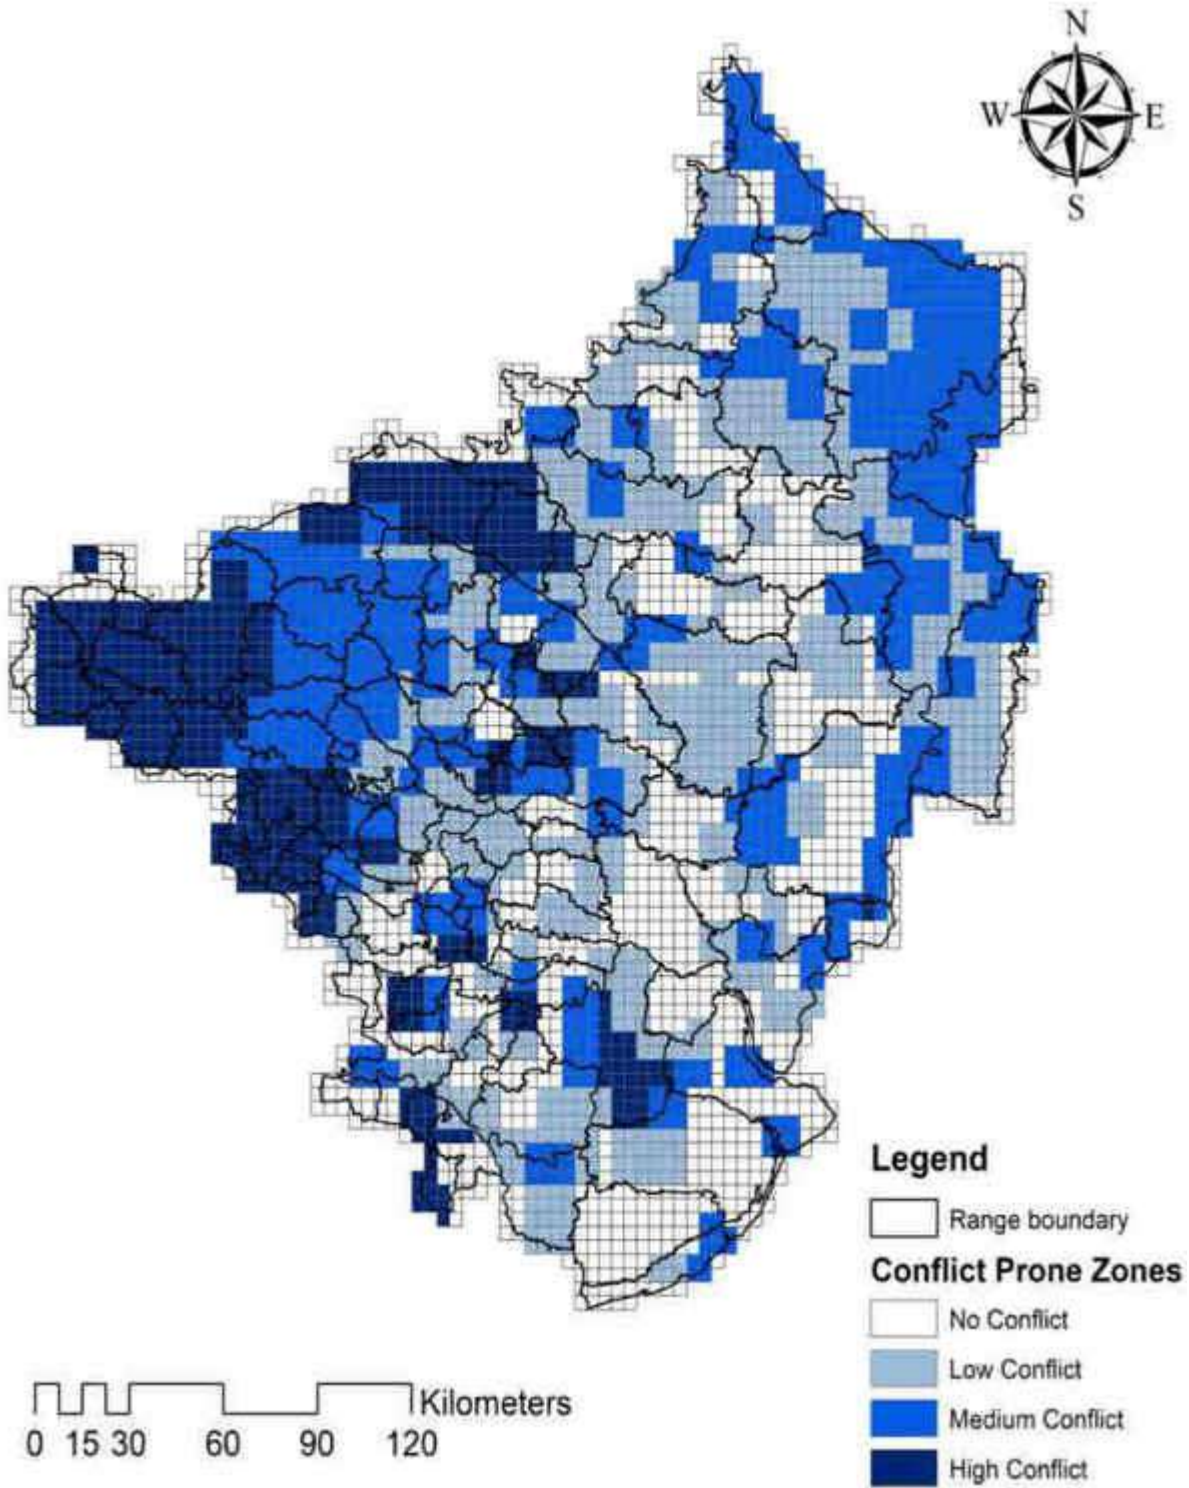 N
W E
S
Legend
Range boundary
Conflict Prone Zones
No Conflict
Low Conflict
Medium Conflict
High Conflict
Kilometers
0 15 30 60 90 120